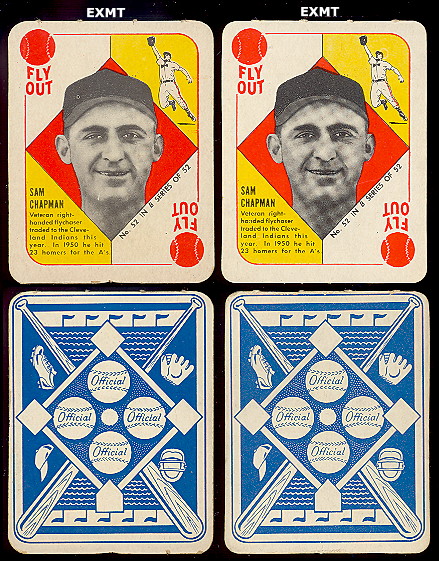 EXMT
EXMT
FLY
OUT
SAM
CHAPMAN
Veteran right-
handed flychaser
traded to the Cleve-
land Indians this
year. In 1950 he hit
23 homers for the A's.
No. 52 IN B SERIES OF 52
FLY
OUT
FLY
OUT
SAM
CHAPMAN
Veteran right-
handed flychaser
traded to the Cleve-
land Indians this
year. In 1950 he hit
23 homers for the A's.
No. 52 IN B SERIES OF 52
FLY
OUT
Official
Official
Official
Official
Official
Official
Official
Official